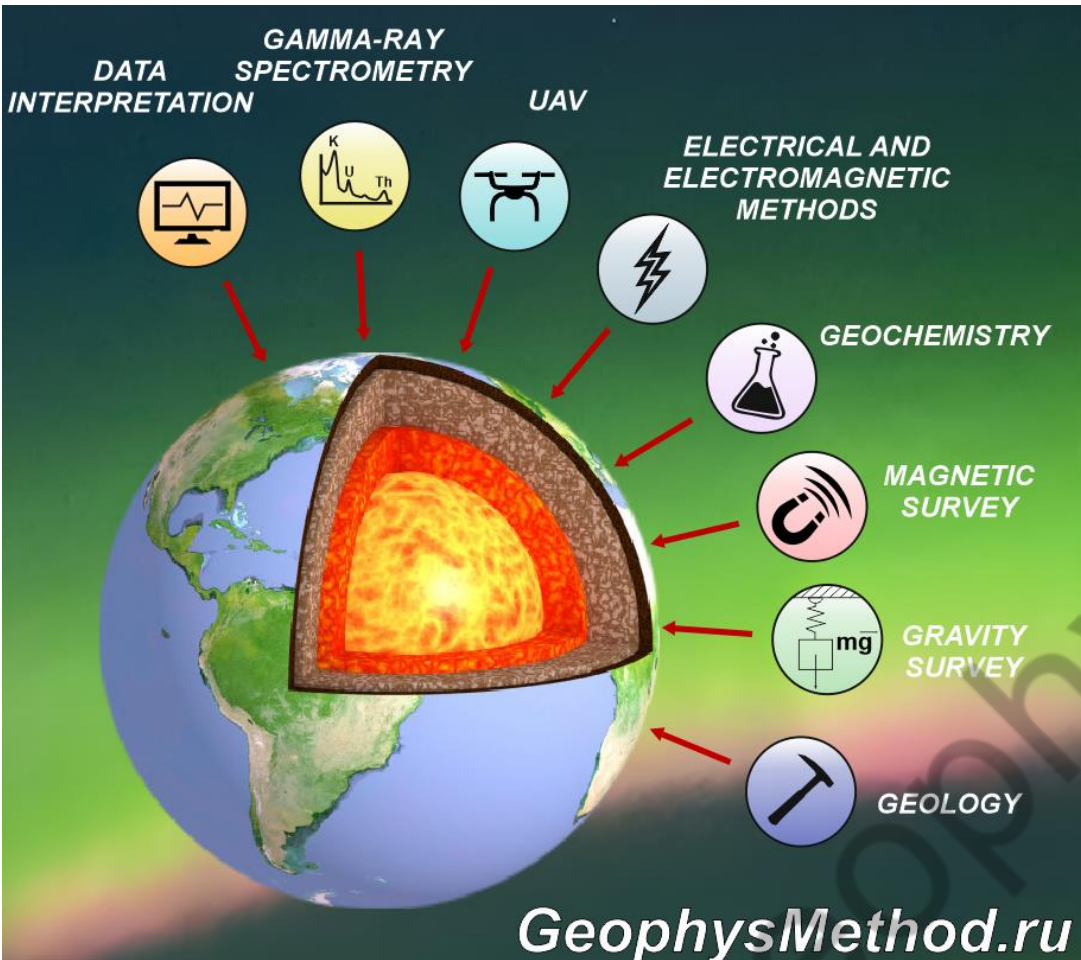 GAMMA-RAY
SPECTROMETRY
DATA
INTERPRETATION
UAV
K
U
Th
ELECTRICAL AND
ELECTROMAGNETIC
METHODS
GEOCHEMISTRY
MAGNETIC
SURVEY
mg
GRAVITY
SURVEY
GEOLOGY
GeophysMethod.ru